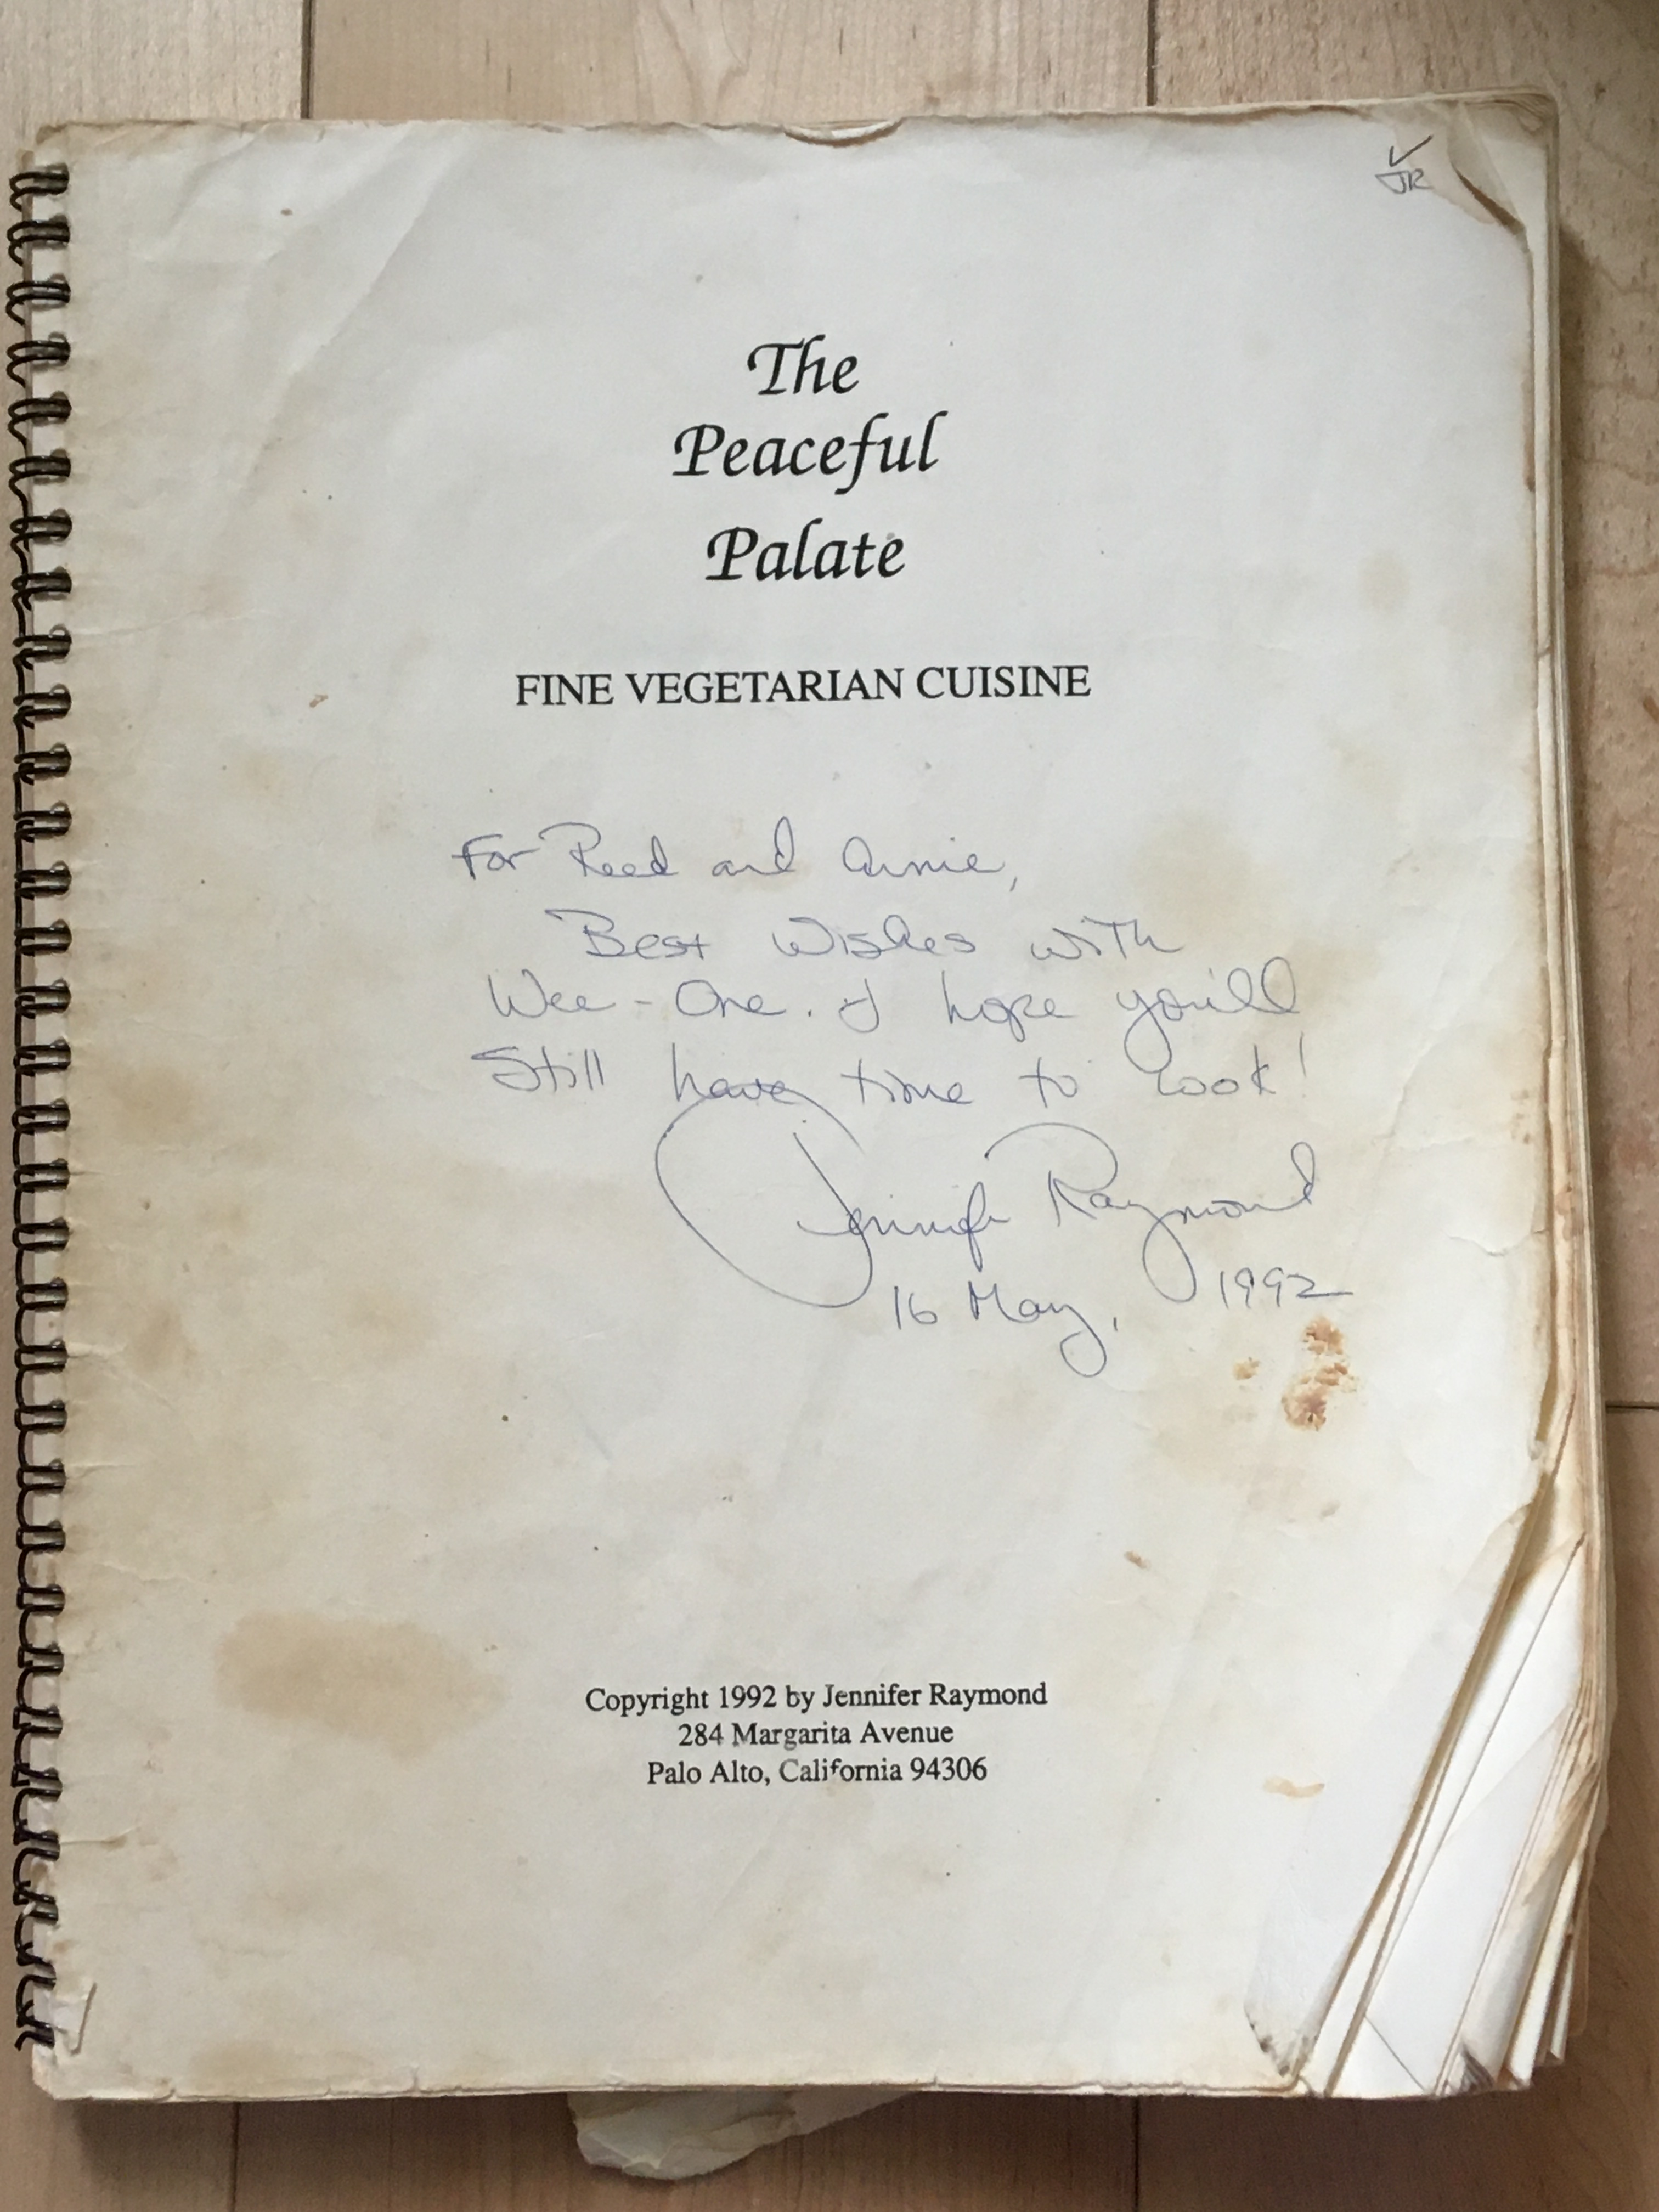 ✓
JR
The
Peaceful
Palate
FINE VEGETARIAN CUISINE
For Reed and Annie,
Best Wishes with
Wee-One. I hope you'll
Still have time to cook!
Jennifer Raymond
16 May, 1992
Copyright 1992 by Jennifer Raymond
284 Margarita Avenue
Palo Alto, California 94306